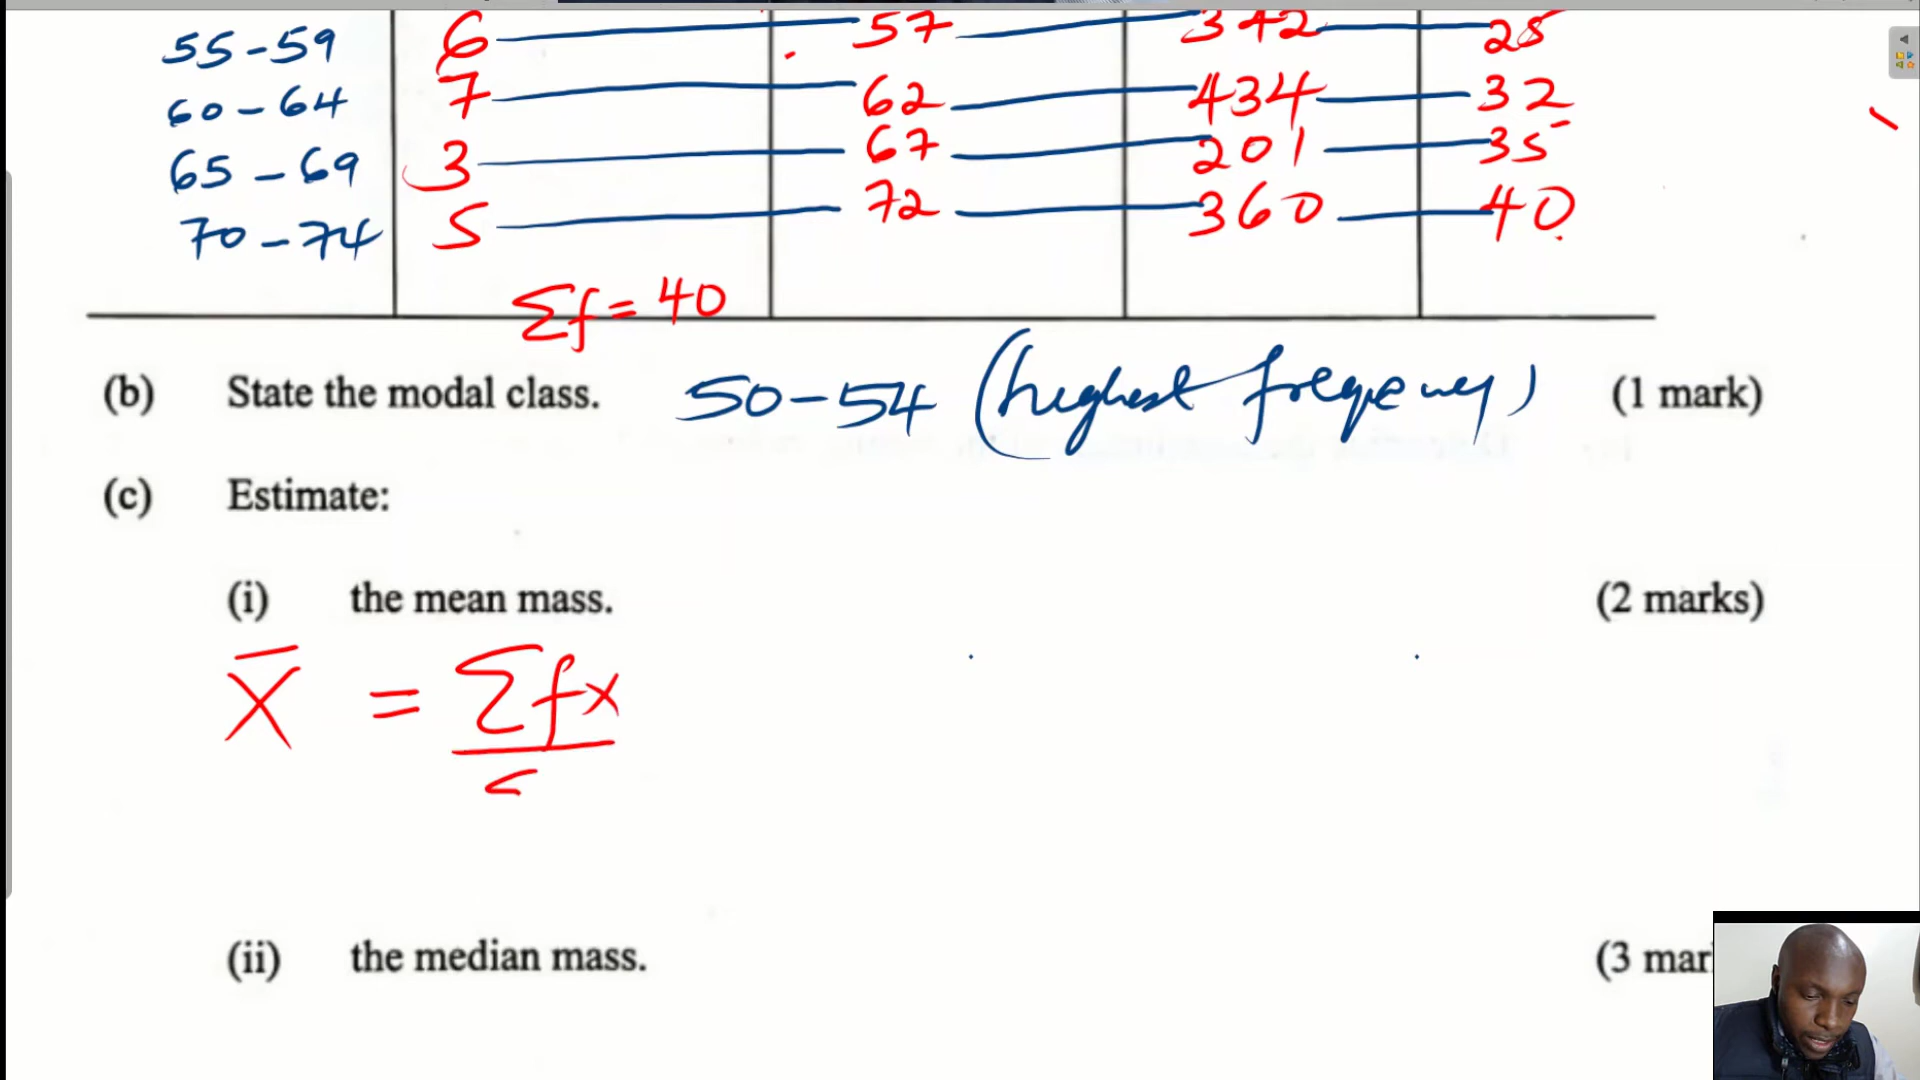 55-59 6 57 342 25
60-64 7 62 434 32
65-69 3 67 201 35
70-74 5 72 360 40
Σf = 40
(b) State the modal class. 50-54 (highest frequency) (1 mark)
(c) Estimate:
(i) the mean mass. (2 marks)
X̄ = Σfx
(ii) the median mass. (3 mar